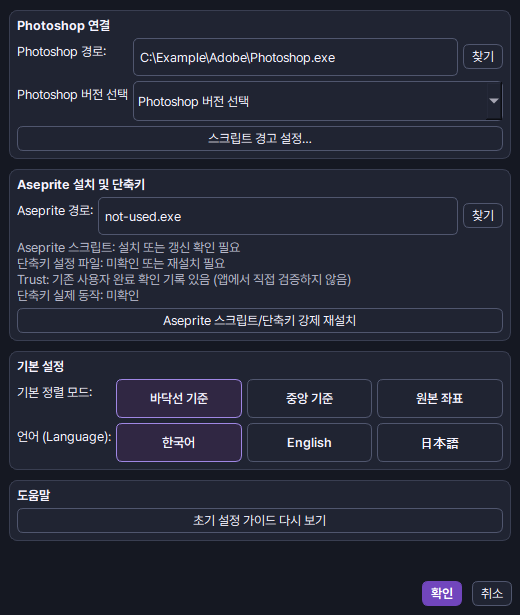 Photoshop 연결
Photoshop 경로: C:\Example\Adobe\Photoshop.exe 찾기
Photoshop 버전 선택 Photoshop 버전 선택
스크립트 경고 설정...
Aseprite 설치 및 단축키
Aseprite 경로: not-used.exe 찾기
Aseprite 스크립트: 설치 또는 갱신 확인 필요
단축키 설정 파일: 미확인 또는 재설치 필요
Trust: 기존 사용자 완료 확인 기록 있음 (앱에서 직접 검증하지 않음)
단축키 실제 동작: 미확인
Aseprite 스크립트/단축키 강제 재설치
기본 설정
기본 정렬 모드: 바닥선 기준 중앙 기준 원본 좌표
언어 (Language): 한국어 English 日本語
도움말
초기 설정 가이드 다시 보기
확인 취소